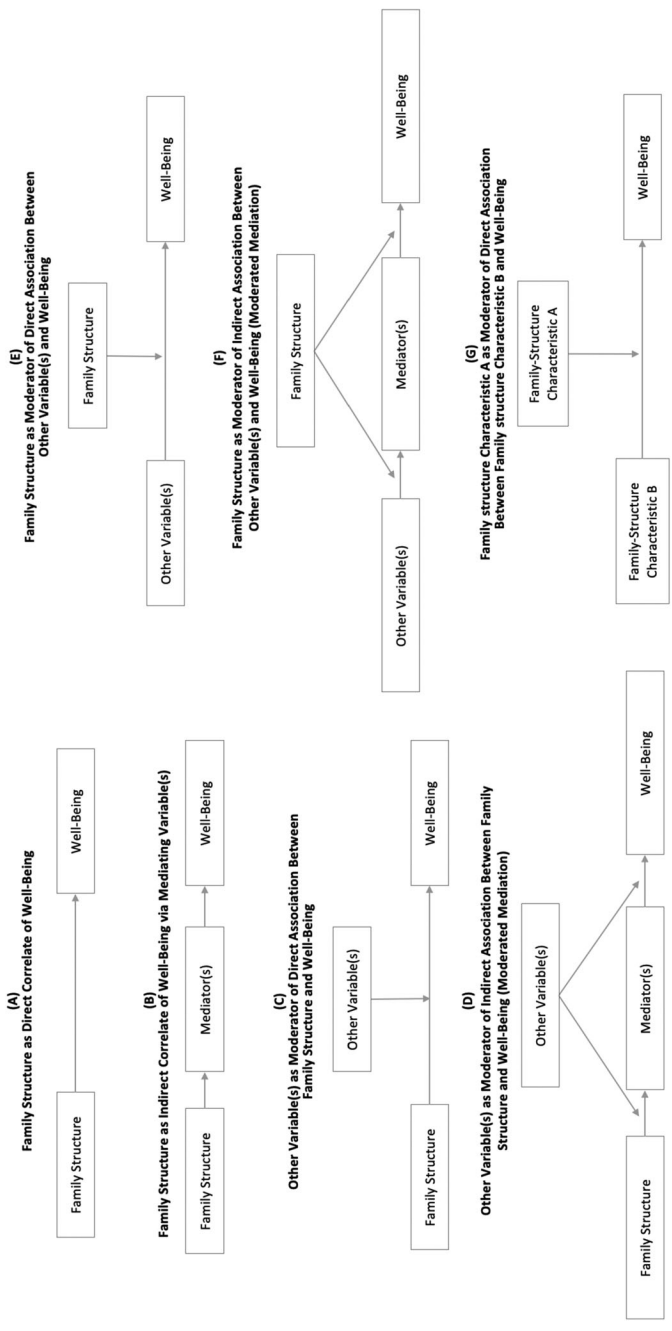 (A)
Family Structure as Direct Correlate of Well-Being
Family Structure
Well-Being
(B)
Family Structure as Indirect Correlate of Well-Being via Mediating Variable(s)
Family Structure
Mediator(s)
Well-Being
(C)
Other Variable(s) as Moderator of Direct Association Between
Family Structure and Well-Being
Other Variable(s)
Family Structure
Well-Being
(D)
Other Variable(s) as Moderator of Indirect Association Between Family
Structure and Well-Being (Moderated Mediation)
Other Variable(s)
Family Structure
Mediator(s)
Well-Being
(E)
Family Structure as Moderator of Direct Association Between
Other Variable(s) and Well-Being
Family Structure
Other Variable(s)
Well-Being
(F)
Family Structure as Moderator of Indirect Association Between
Other Variable(s) and Well-Being (Moderated Mediation)
Family Structure
Other Variable(s)
Mediator(s)
Well-Being
(G)
Family structure Characteristic A as Moderator of Direct Association
Between Family structure Characteristic B and Well-Being
Family-Structure
Characteristic A
Family-Structure
Characteristic B
Well-Being